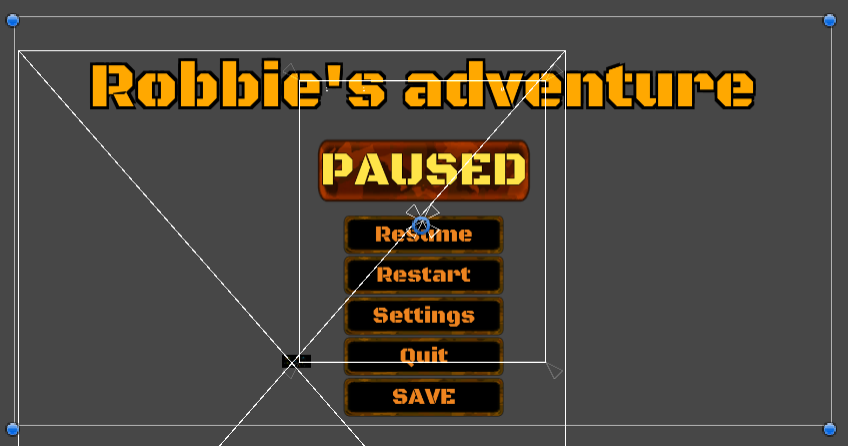 Robbie's adventure
PAUSED
Resume
Restart
Settings
Quit
SAVE